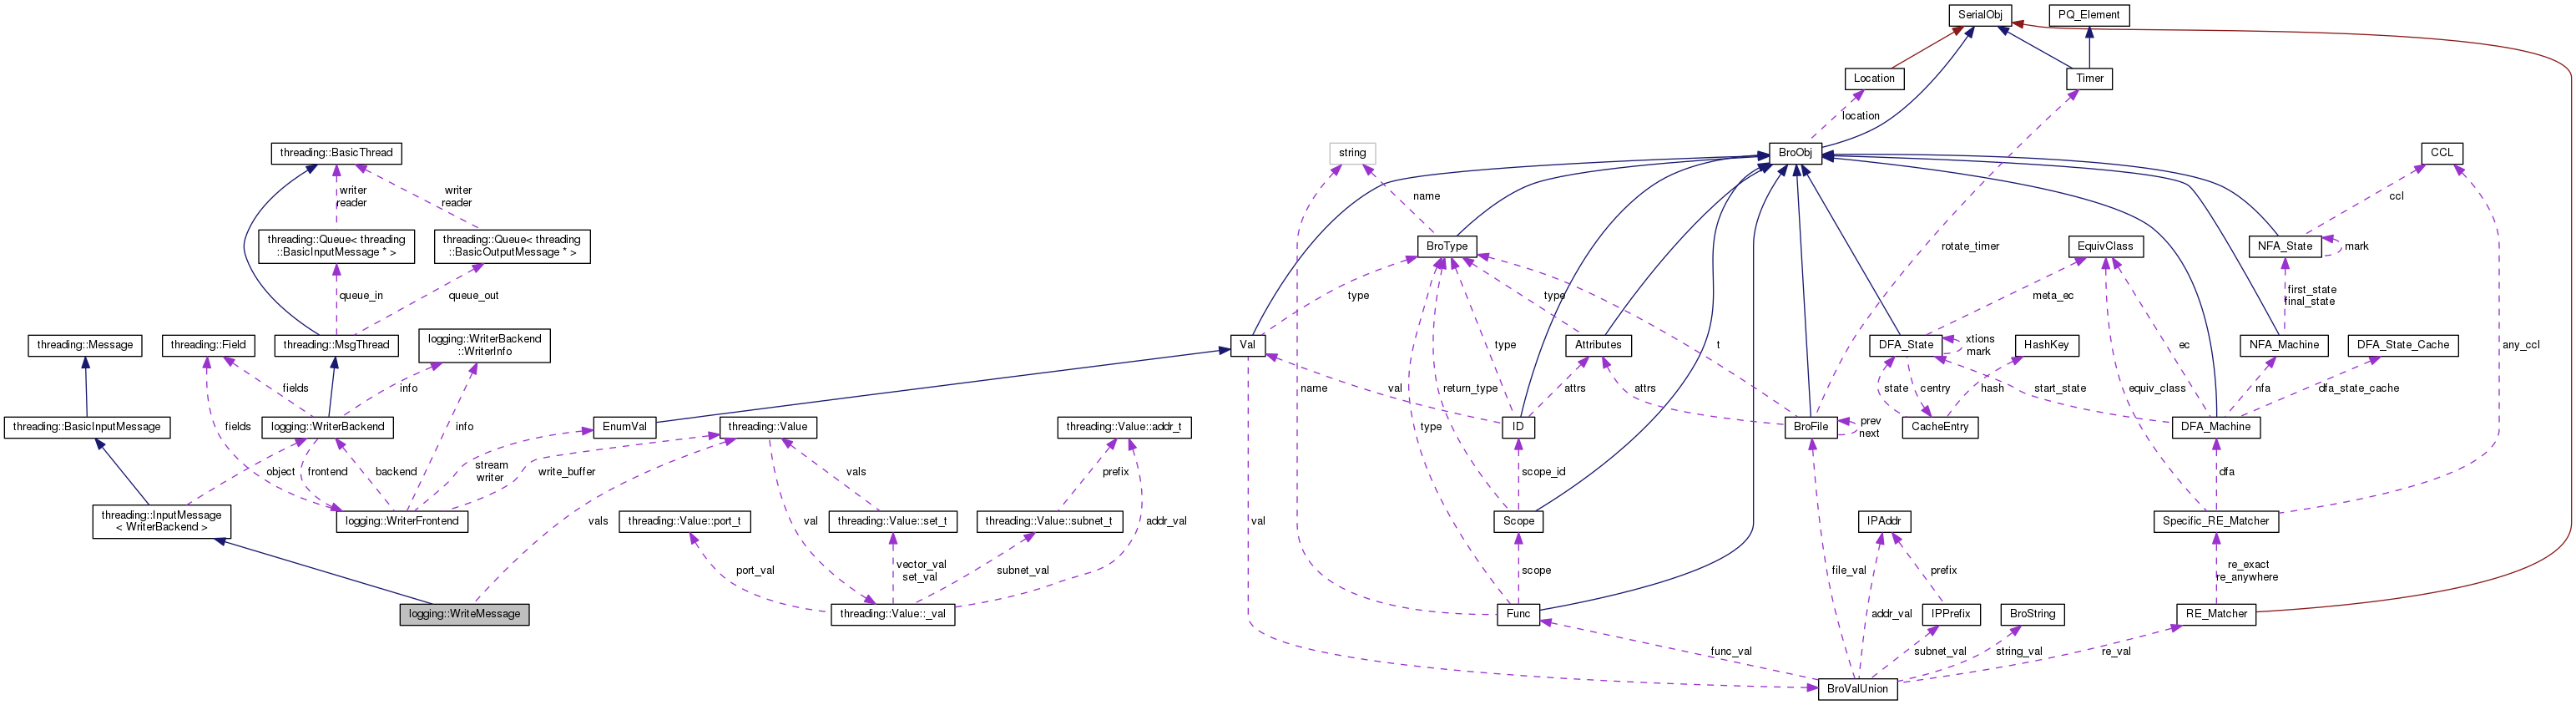 SerialObj
PQ_Element
Location
Timer
location
threading::BasicThread
string
BroObj
CCL
writer
reader
writer
reader
name
ccl
threading::Queue< threading
::BasicInputMessage * >
threading::Queue< threading
::BasicOutputMessage * >
BroType
rotate_timer
EquivClass
NFA_State
mark
queue_in
queue_out
type
type
meta_ec
first_state
final_state
threading::Message
threading::Field
threading::MsgThread
logging::WriterBackend
::WriterInfo
Val
type
Attributes
t
DFA_State
xtions
mark
HashKey
ec
NFA_Machine
DFA_State_Cache
any_ccl
fields
info
name
val
return_type
attrs
attrs
state
centry
hash
start_state
equiv_class
nfa
dfa_state_cache
threading::BasicInputMessage
fields
logging::WriterBackend
info
EnumVal
threading::Value
threading::Value::addr_t
type
ID
BroFile
prev
next
CacheEntry
DFA_Machine
object
frontend
backend
stream
writer
write_buffer
vals
prefix
scope_id
dfa
threading::InputMessage
< WriterBackend >
logging::WriterFrontend
vals
threading::Value::port_t
val
threading::Value::set_t
threading::Value::subnet_t
addr_val
val
Scope
IPAddr
Specific_RE_Matcher
port_val
vector_val
set_val
subnet_val
scope
file_val
prefix
re_exact
re_anywhere
logging::WriteMessage
threading::Value::_val
Func
addr_val
IPPrefix
BroString
RE_Matcher
func_val
subnet_val
string_val
re_val
BroValUnion